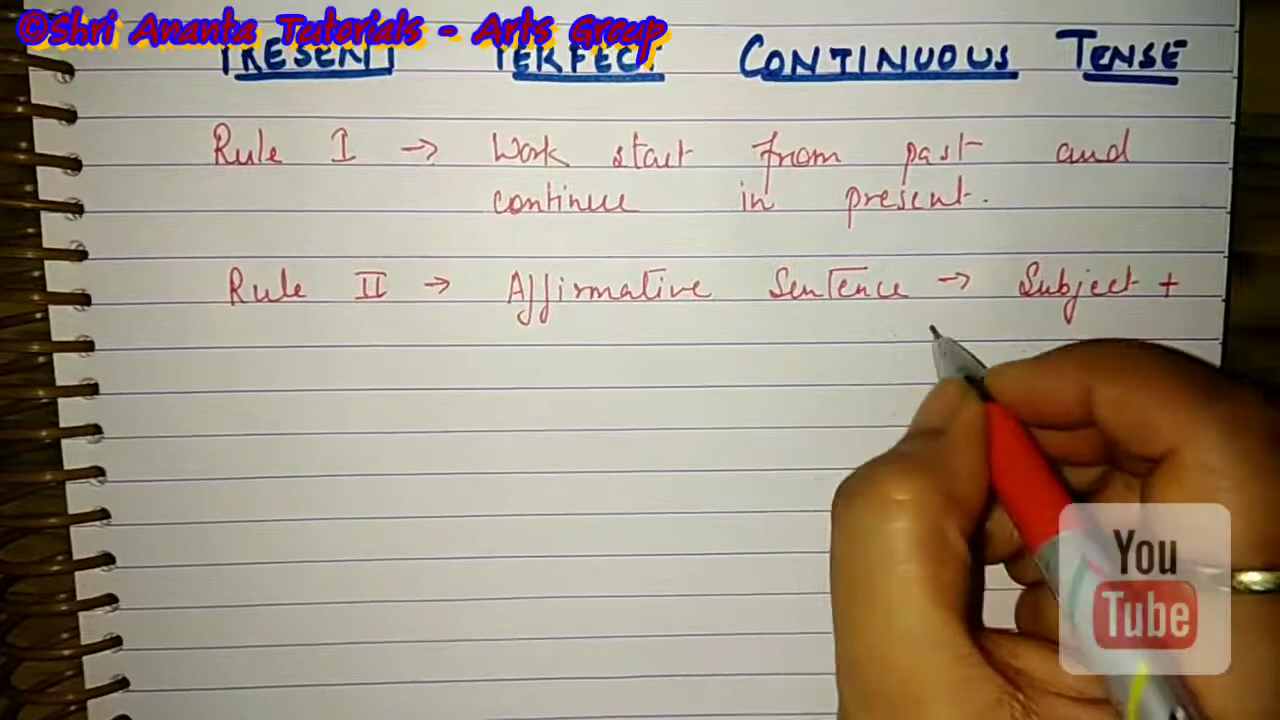 ©Shri Ananta Tutorials - Arts Group
PRESENT PERFECT CONTINUOUS TENSE
Rule I → Work start from past and
continue in present.
Rule II → Affirmative Sentence → Subject +
You
Tube